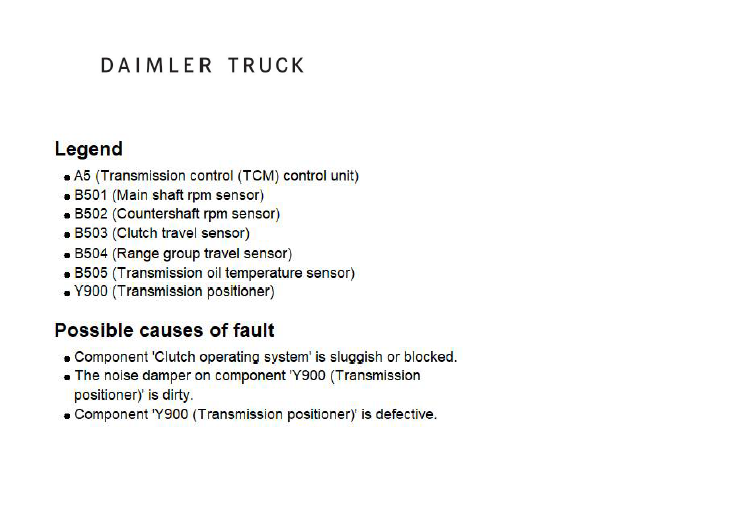 DAIMLER TRUCK
Legend
• A5 (Transmission control (TCM) control unit)
• B501 (Main shaft rpm sensor)
• B502 (Countershaft rpm sensor)
• B503 (Clutch travel sensor)
• B504 (Range group travel sensor)
• B505 (Transmission oil temperature sensor)
• Y900 (Transmission positioner)
Possible causes of fault
• Component 'Clutch operating system' is sluggish or blocked.
• The noise damper on component 'Y900 (Transmission
positioner)' is dirty.
• Component 'Y900 (Transmission positioner)' is defective.